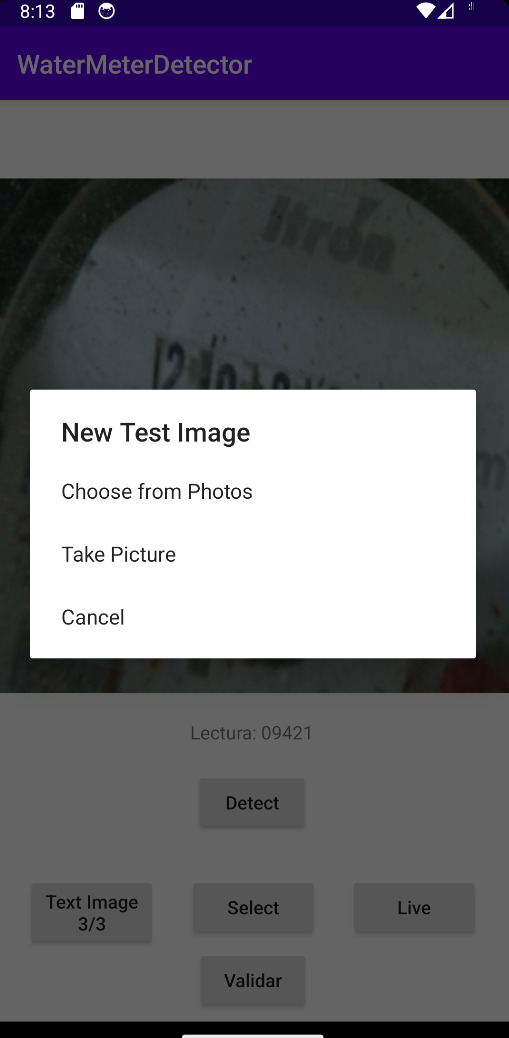 8:13
WaterMeterDetector
Itrón
New Test Image
Choose from Photos
Take Picture
Cancel
Lectura: 09421
Detect
Text Image
3/3
Select
Live
Validar